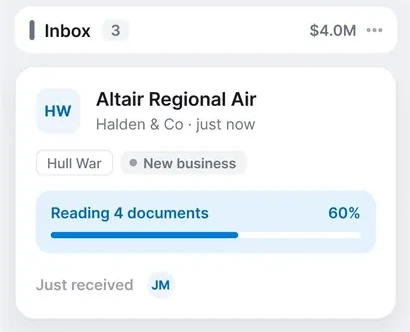 Inbox 3 $4.0M
HW
Altair Regional Air
Halden & Co · just now
Hull War New business
Reading 4 documents 60%
Just received JM